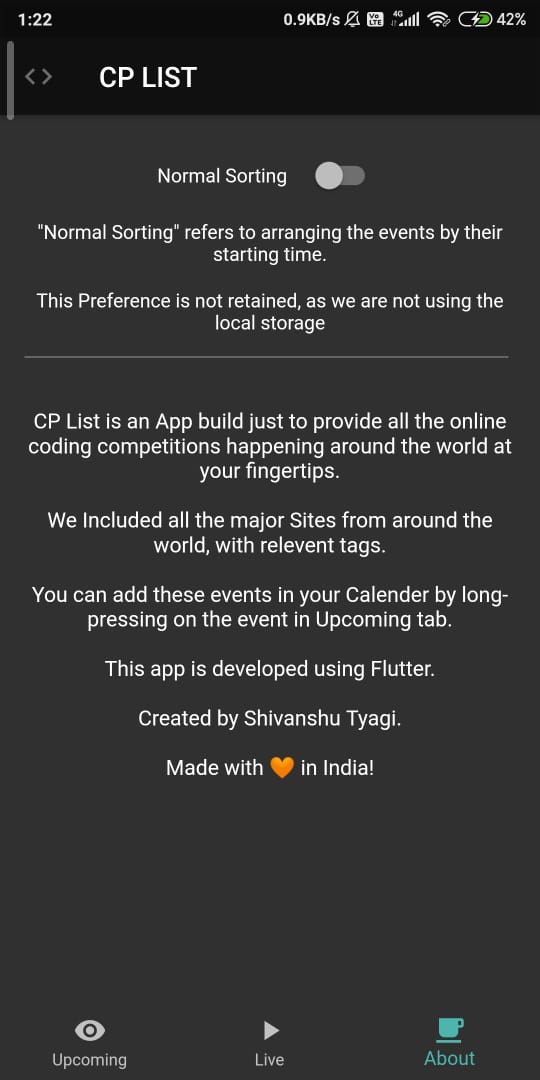 1:22 0.9KB/s Vo LTE 4G 42%
CP LIST
Normal Sorting
"Normal Sorting" refers to arranging the events by their
starting time.
This Preference is not retained, as we are not using the
local storage
CP List is an App build just to provide all the online
coding competitions happening around the world at
your fingertips.
We Included all the major Sites from around the
world, with relevent tags.
You can add these events in your Calender by long-
pressing on the event in Upcoming tab.
This app is developed using Flutter.
Created by Shivanshu Tyagi.
Made with 🧡 in India!
Upcoming Live About